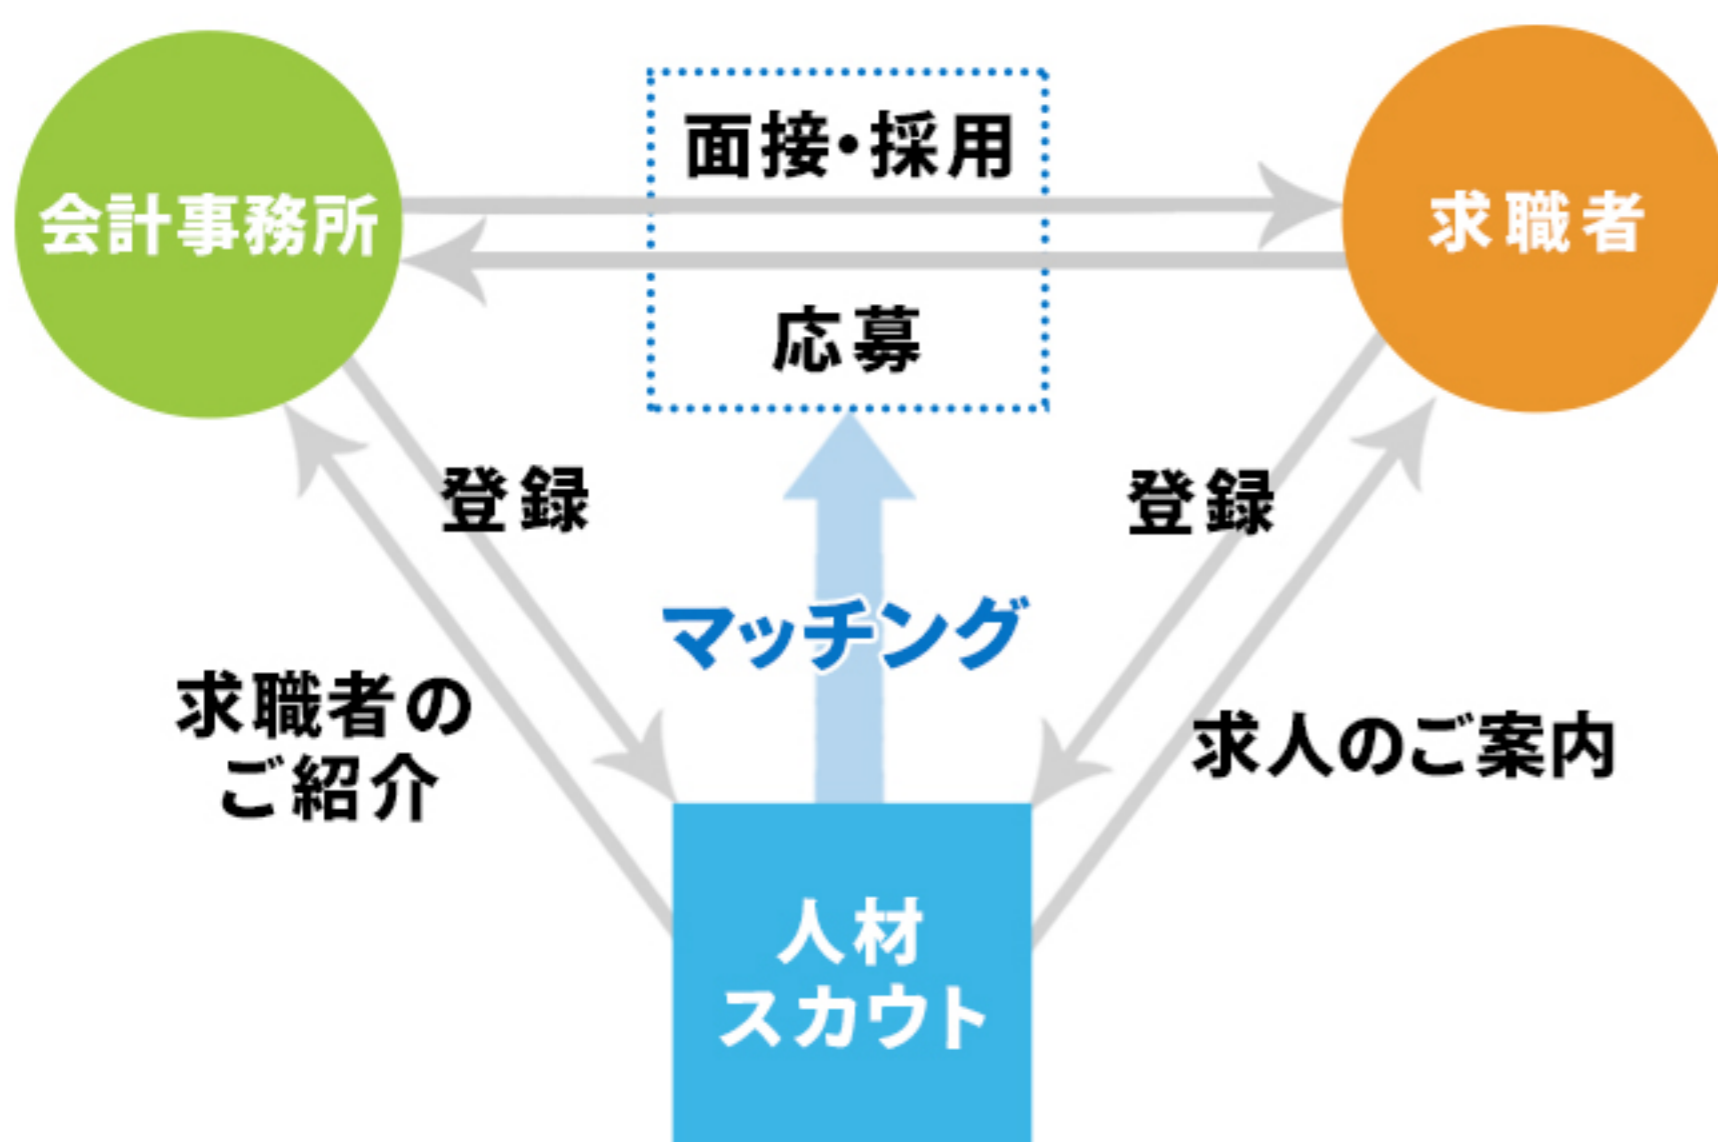 面接・採用
会計事務所
求職者
応募
登録
登録
マッチング
求職者の
ご紹介
求人のご案内
人材
スカウト